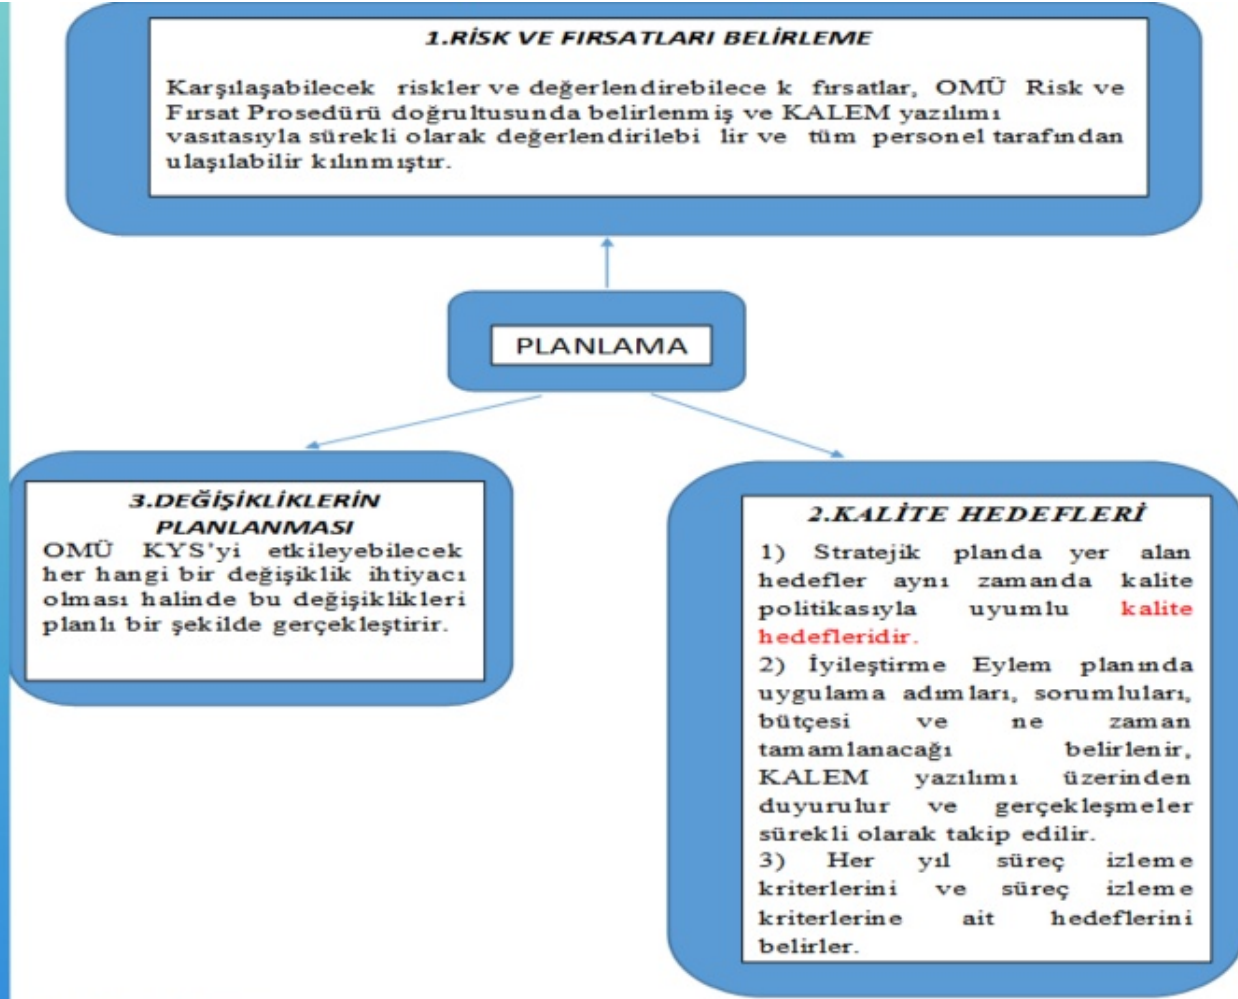 1.RİSK VE FIRSATLARI BELİRLEME
Karşılaşabilecek riskler ve değerlendirebilece k fırsatlar, OMÜ Risk ve
Fırsat Prosedürü doğrultusunda belirlenmiş ve KALEM yazılımı
vasıtasıyla sürekli olarak değerlendirilebi lir ve tüm personel tarafından
ulaşılabilir kılınmıştır.
PLANLAMA
3.DEĞİŞİKLİKLERİN
PLANLANMASI
OMÜ KYS'yi etkileyebilecek
her hangi bir değişiklik ihtiyacı
olması halinde bu değişiklikleri
planlı bir şekilde gerçekleştirir.
2.KALİTE HEDEFLERİ
1) Stratejik planda yer alan
hedefler aynı zamanda kalite
politikasıyla uyumlu kalite
hedefleridir.
2) İyileştirme Eylem planında
uygulama adımları, sorumluları,
bütçesi ve ne zaman
tamamlanacağı belirlenir,
KALEM yazılımı üzerinden
duyurulur ve gerçekleşmeler
sürekli olarak takip edilir.
3) Her yıl süreç izleme
kriterlerini ve süreç izleme
kriterlerine ait hedeflerini
belirler.